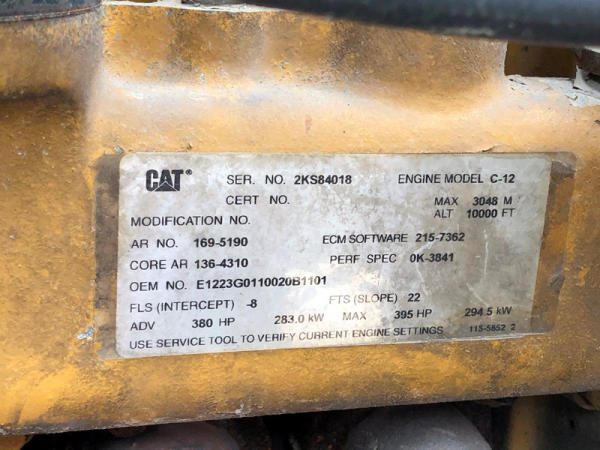 CAT® SER. NO. 2KS84018 ENGINE MODEL C-12
CERT NO. MAX 3048 M
MODIFICATION NO. ALT 10000 FT
AR NO. 169-5190 ECM SOFTWARE 215-7362
CORE AR 136-4310 PERF SPEC 0K-3841
OEM NO. E1223G0110020B1101
FLS (INTERCEPT) -8 FTS (SLOPE) 22
ADV 380 HP 283.0 kW MAX 395 HP 294.5 kW
USE SERVICE TOOL TO VERIFY CURRENT ENGINE SETTINGS 115-5852 2